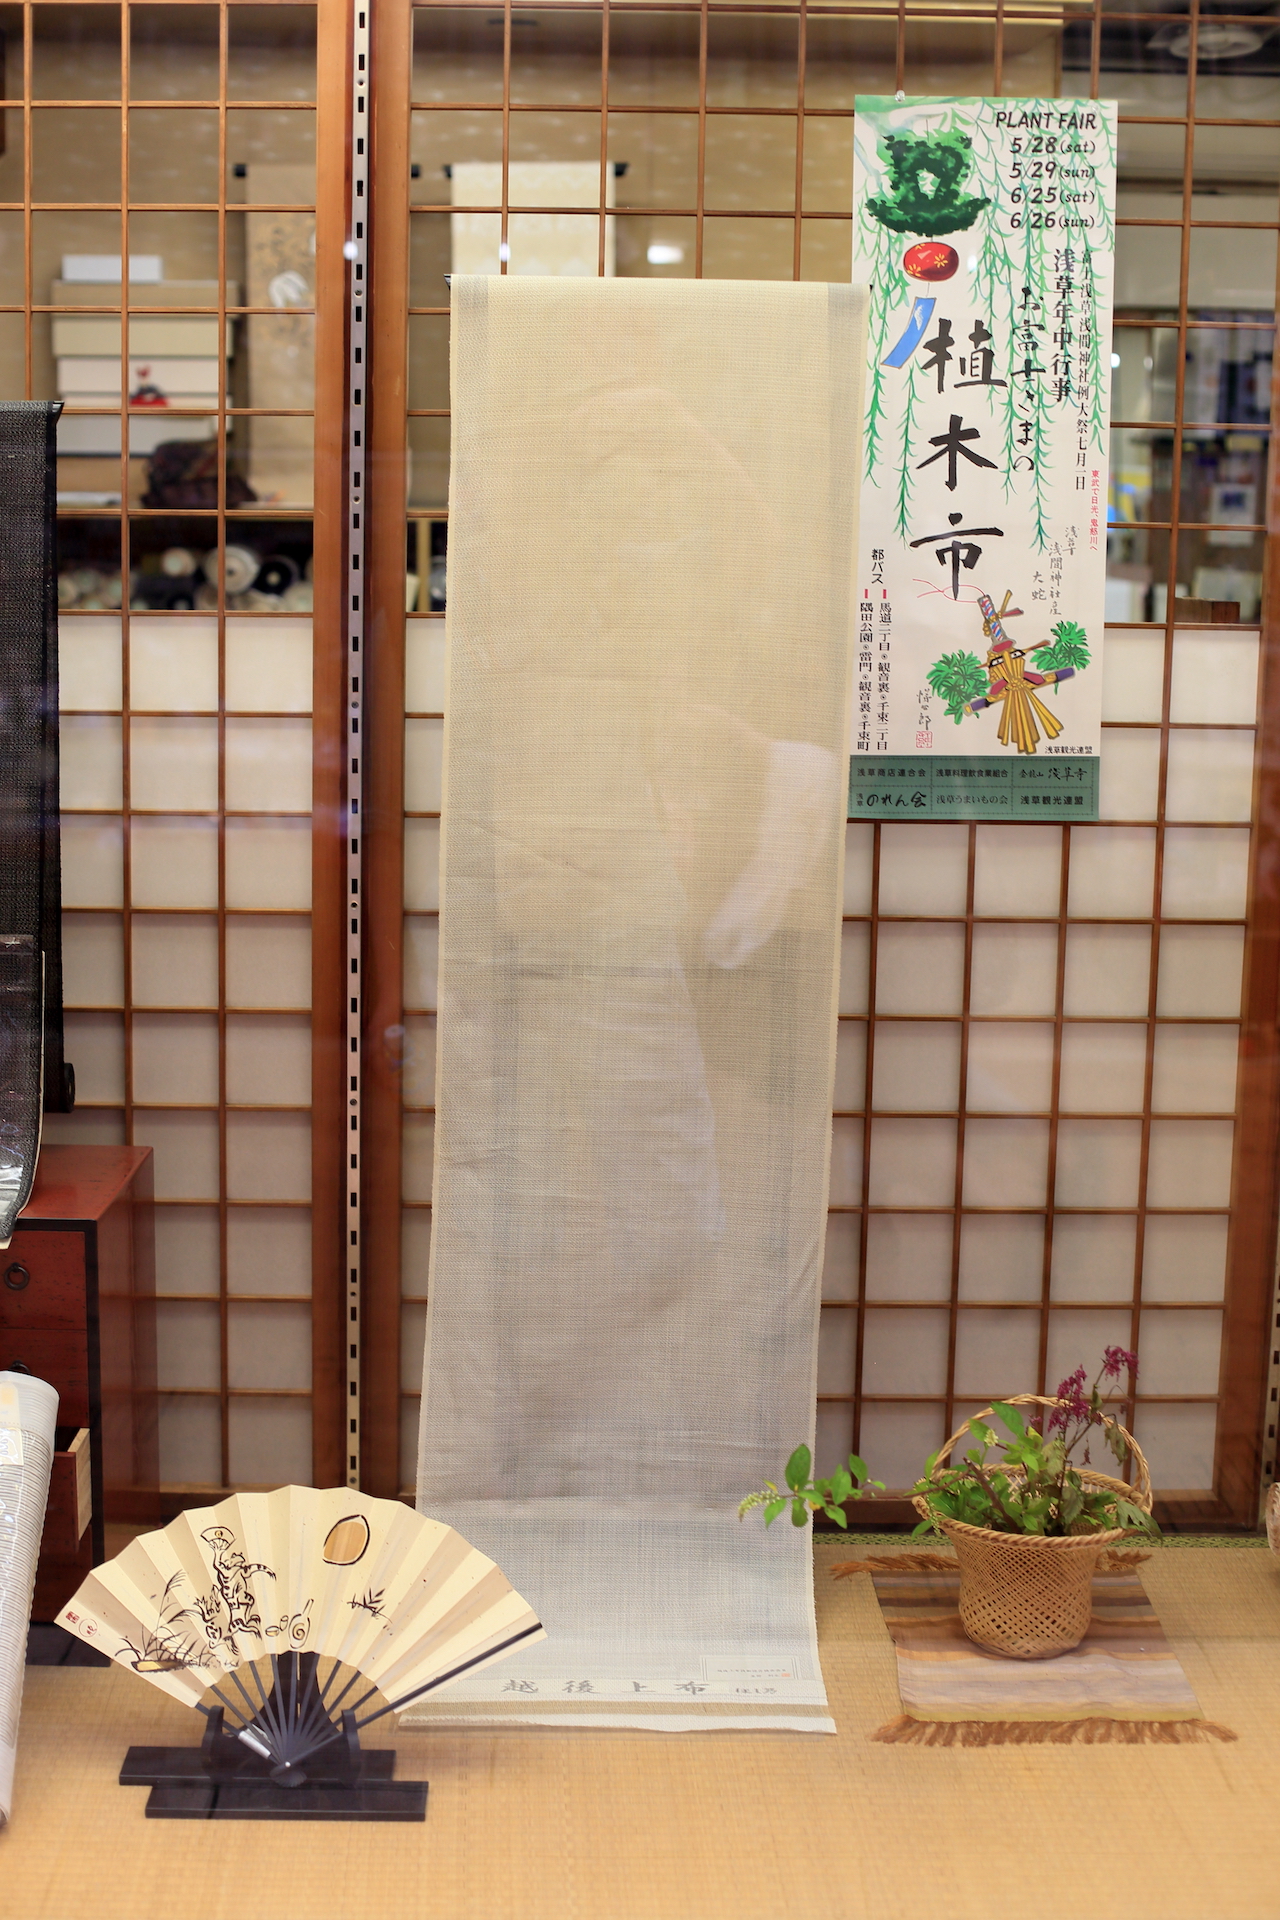 PLANT FAIR
5/28(sat)
5/29(sun)
6/25(sat)
6/26(sun)
富士浅草浅間神社例大祭七月一日
浅草年中行事
お富士さまの
植木市
東武で日光、鬼怒川へ
浅草
浅間神社産
大蛇
都バス
馬道二丁目・観音裏・千束二丁目
隅田公園・雷門・観音裏・千束町
浅草観光連盟
浅草商店連合会
浅草料理飲食業組合
金龍山 浅草寺
浅草 のれん会
浅草うまいもの会
浅草観光連盟
越後上布